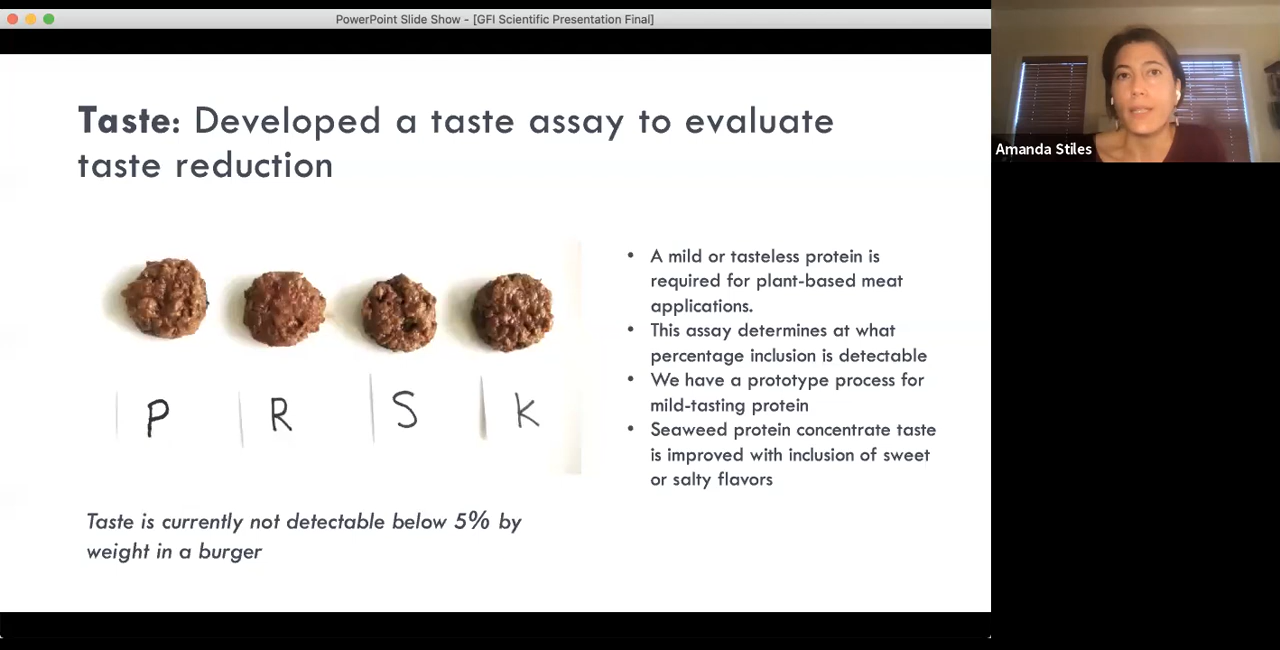 PowerPoint Slide Show - [GFI Scientific Presentation Final]
Amanda Stiles
Taste: Developed a taste assay to evaluate
taste reduction
P R S K
• A mild or tasteless protein is
required for plant-based meat
applications.
• This assay determines at what
percentage inclusion is detectable
• We have a prototype process for
mild-tasting protein
• Seaweed protein concentrate taste
is improved with inclusion of sweet
or salty flavors
Taste is currently not detectable below 5% by
weight in a burger